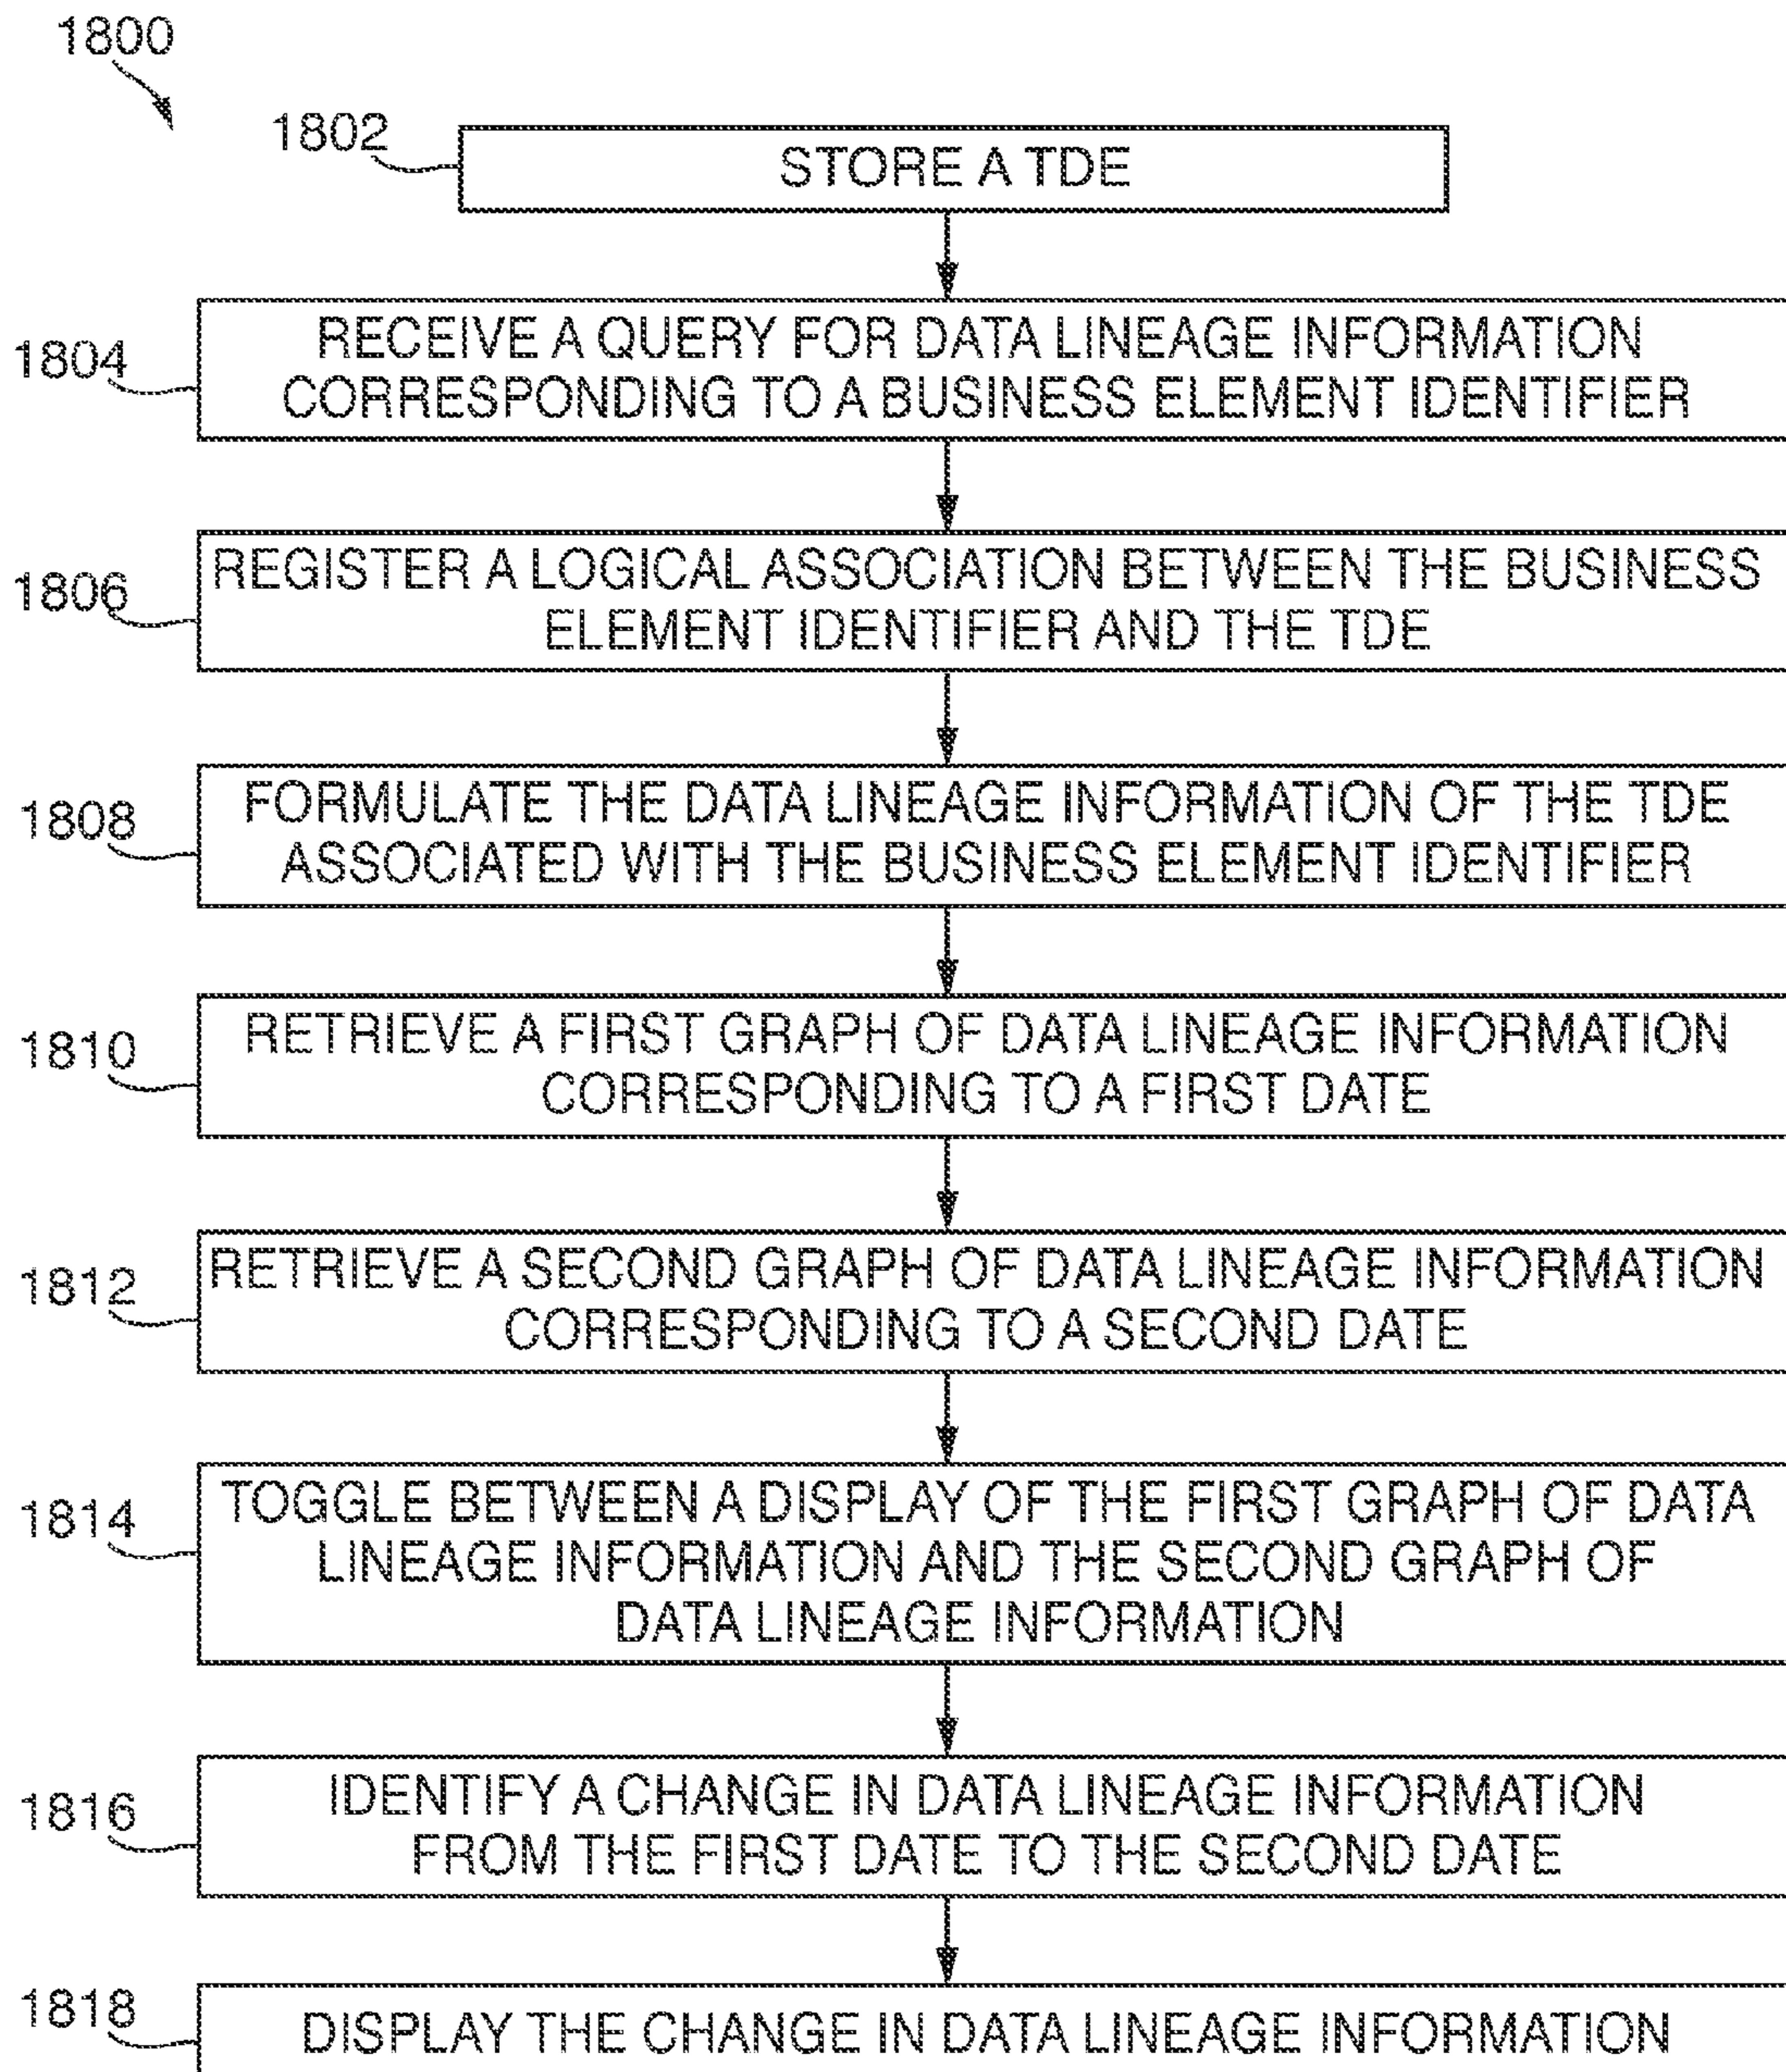 1800
1802
STORE A TDE
1804
RECEIVE A QUERY FOR DATA LINEAGE INFORMATION
CORRESPONDING TO A BUSINESS ELEMENT IDENTIFIER
1806
REGISTER A LOGICAL ASSOCIATION BETWEEN THE BUSINESS
ELEMENT IDENTIFIER AND THE TDE
1808
FORMULATE THE DATA LINEAGE INFORMATION OF THE TDE
ASSOCIATED WITH THE BUSINESS ELEMENT IDENTIFIER
1810
RETRIEVE A FIRST GRAPH OF DATA LINEAGE INFORMATION
CORRESPONDING TO A FIRST DATE
1812
RETRIEVE A SECOND GRAPH OF DATA LINEAGE INFORMATION
CORRESPONDING TO A SECOND DATE
1814
TOGGLE BETWEEN A DISPLAY OF THE FIRST GRAPH OF DATA
LINEAGE INFORMATION AND THE SECOND GRAPH OF
DATA LINEAGE INFORMATION
1816
IDENTIFY A CHANGE IN DATA LINEAGE INFORMATION
FROM THE FIRST DATE TO THE SECOND DATE
1818
DISPLAY THE CHANGE IN DATA LINEAGE INFORMATION